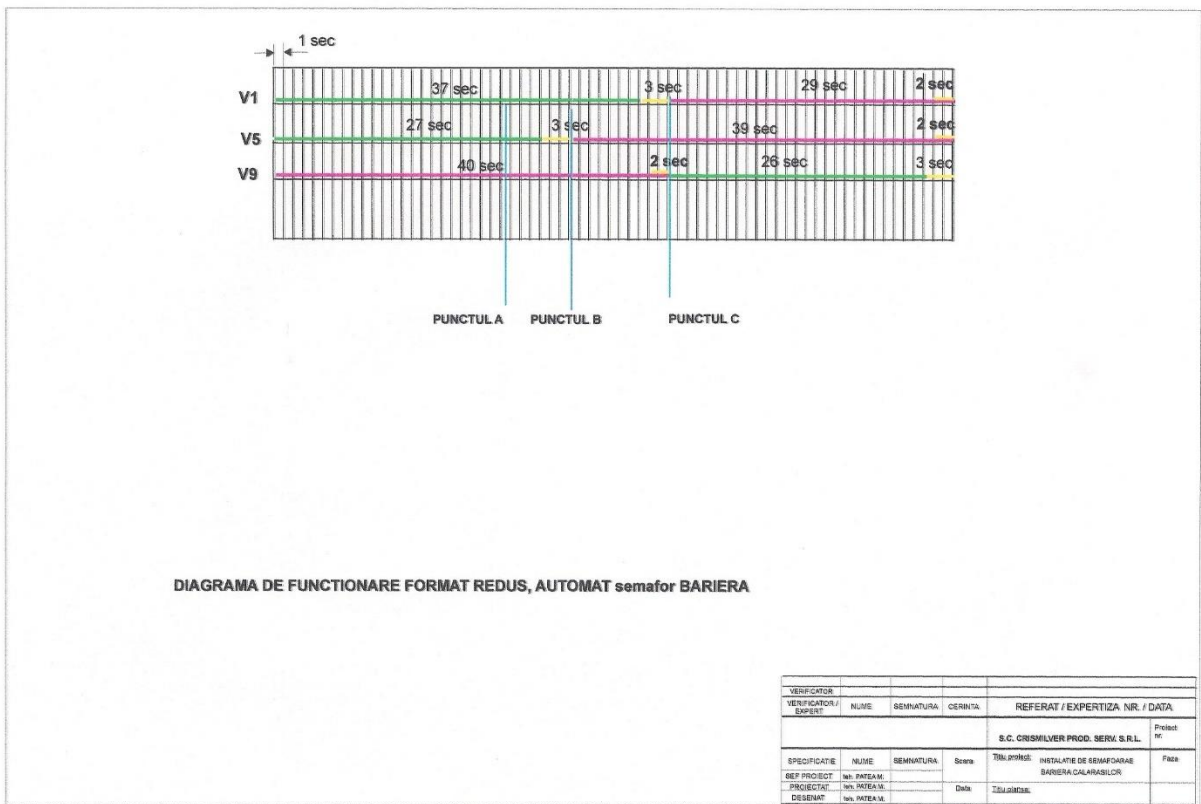 1 sec
V1 37 sec 3 sec 29 sec 2 sec
V5 27 sec 3 sec 39 sec 2 sec
V9 40 sec 2 sec 26 sec 3 sec
PUNCTUL A PUNCTUL B PUNCTUL C
DIAGRAMA DE FUNCTIONARE FORMAT REDUS, AUTOMAT semafor BARIERA
VERIFICATOR
VERIFICATOR / EXPERT NUME SEMNATURA CERINTA REFERAT / EXPERTIZA NR. / DATA
S.C. CRISMILVER PROD. SERV. S.R.L. Proiect nr.
SPECIFICATIE NUME SEMNATURA Scara Titlu proiect: INSTALATIE DE SEMAFOARAE BARIERA CALARASILOR Faza
SEF PROIECT teh. PATEA M.
PROIECTAT teh. PATEA M. Data Titlu plansa:
DESENAT teh. PATEA M.